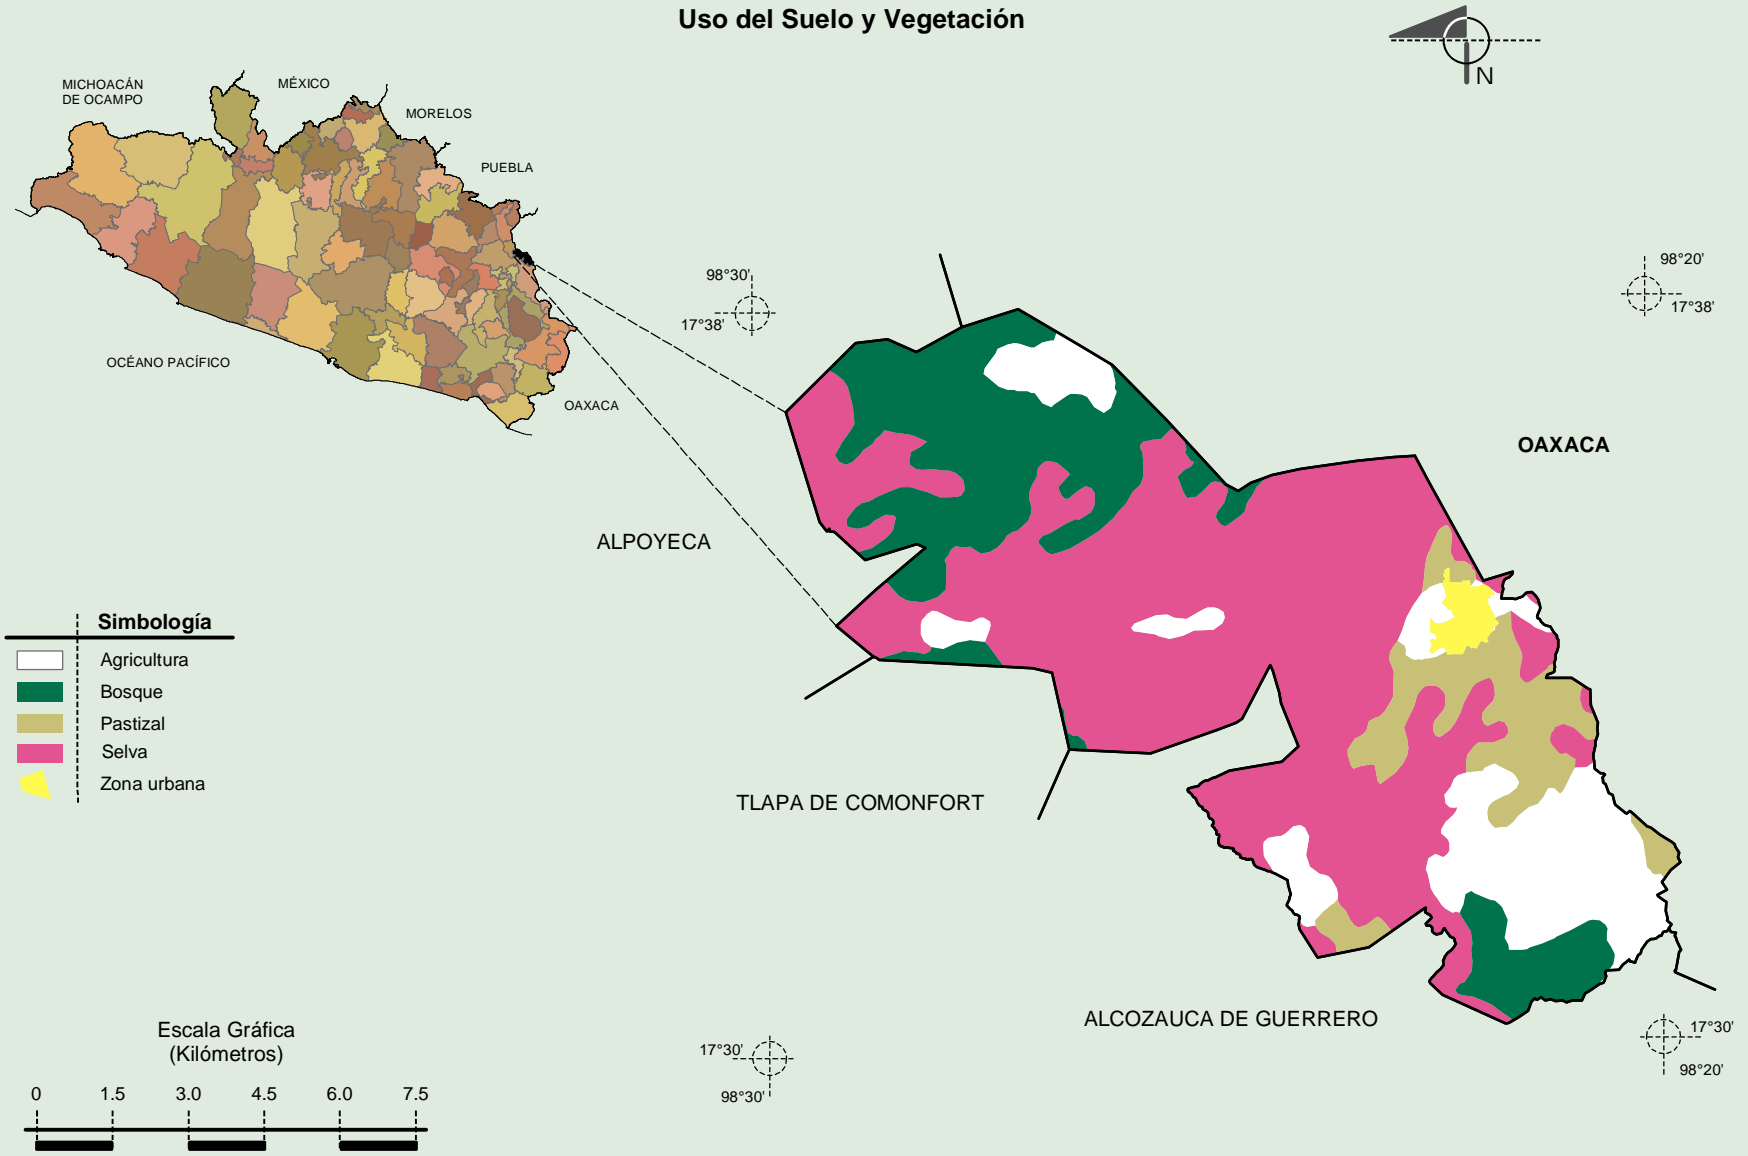 Uso del Suelo y Vegetación
N
MICHOACÁN
DE OCAMPO
MÉXICO
MORELOS
PUEBLA
OCÉANO PACÍFICO
OAXACA
98°30'
17°38'
98°20'
17°38'
OAXACA
ALPOYECA
Simbología
Agricultura
Bosque
Pastizal
Selva
Zona urbana
TLAPA DE COMONFORT
ALCOZAUCA DE GUERRERO
17°30'
98°30'
17°30'
98°20'
Escala Gráfica
(Kilómetros)
0 1.5 3.0 4.5 6.0 7.5